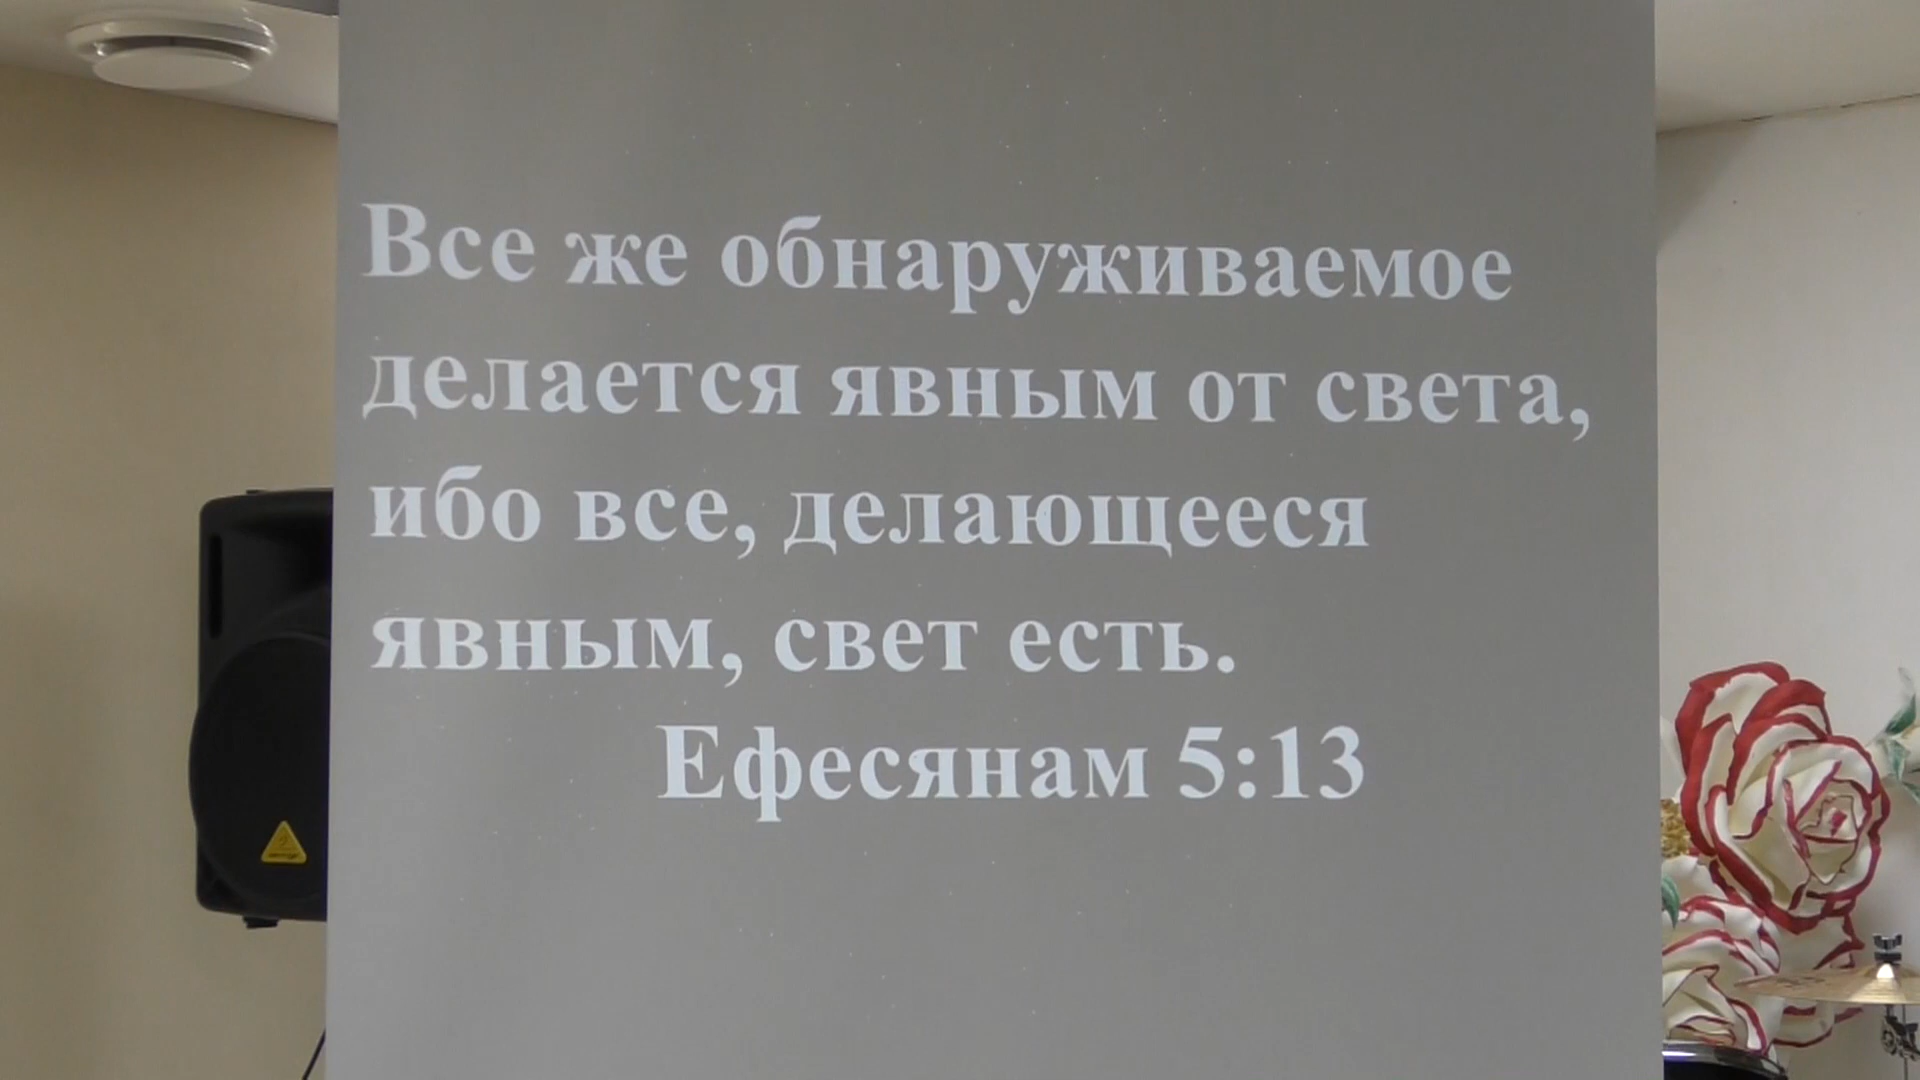 Все же обнаруживаемое
делается явным от света,
ибо все, делающееся
явным, свет есть.
Ефесянам 5:13